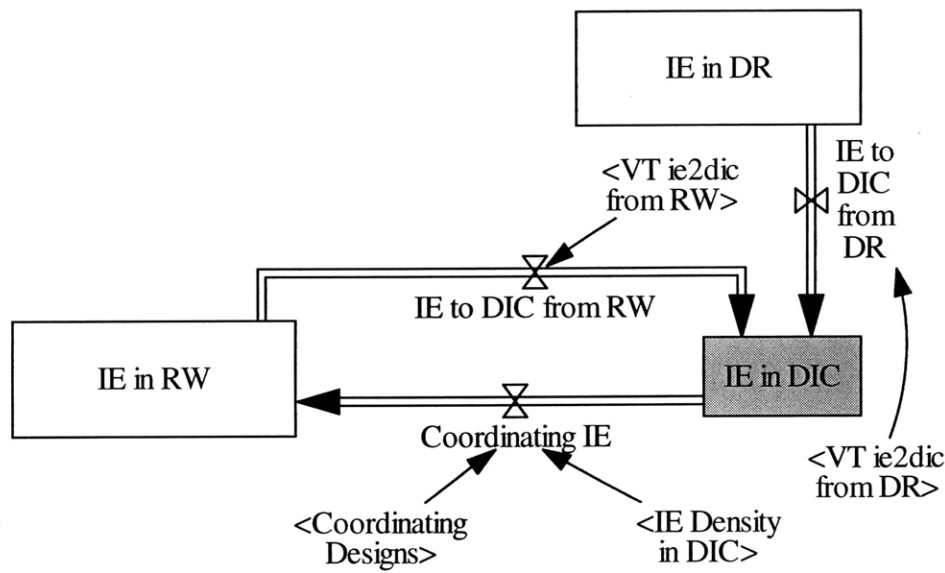 IE in DR
IE to
DIC
from
DR
<VT ie2dic
from RW>
IE to DIC from RW
IE in RW
IE in DIC
Coordinating IE
<VT ie2dic
from DR>
<Coordinating
Designs>
<IE Density
in DIC>